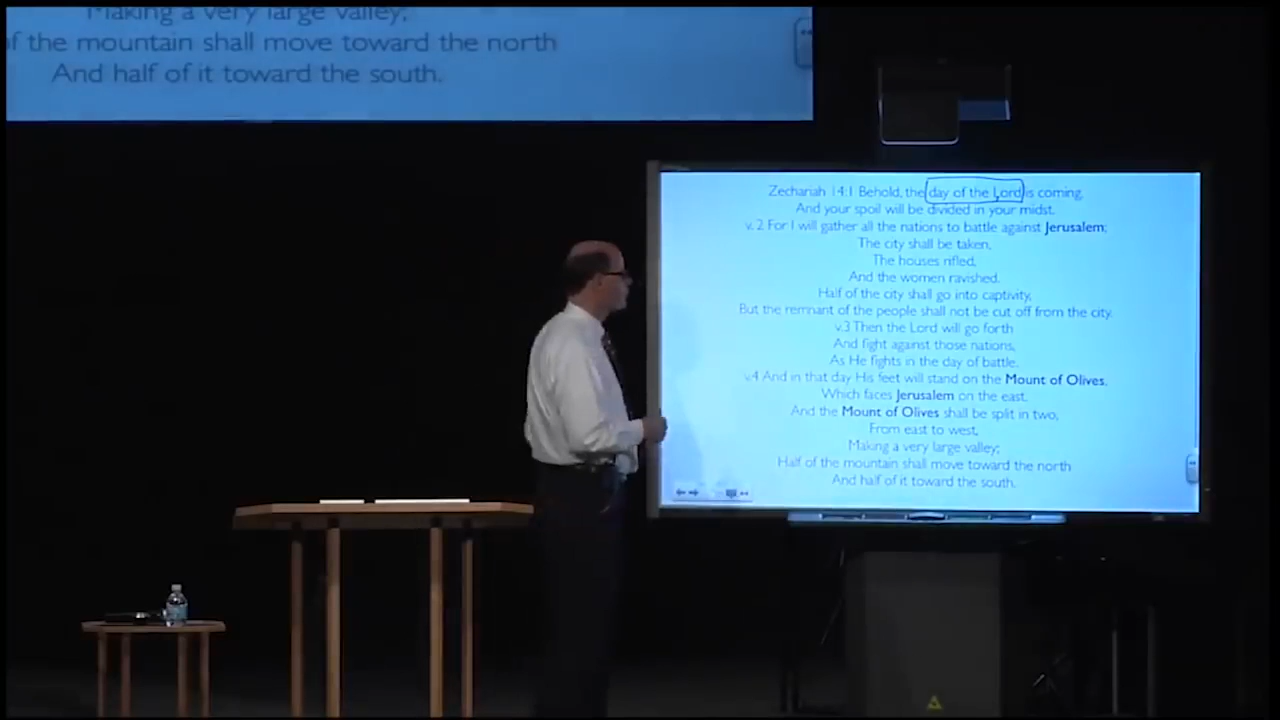 Making a very large valley;
of the mountain shall move toward the north
And half of it toward the south.
Zechariah 14:1 Behold, the day of the Lord is coming,
And your spoil will be divided in your midst.
v. 2 For I will gather all the nations to battle against Jerusalem;
The city shall be taken,
The houses rifled,
And the women ravished.
Half of the city shall go into captivity,
But the remnant of the people shall not be cut off from the city.
v.3 Then the Lord will go forth
And fight against those nations,
As He fights in the day of battle.
v.4 And in that day His feet will stand on the Mount of Olives,
Which faces Jerusalem on the east.
And the Mount of Olives shall be split in two,
From east to west,
Making a very large valley;
Half of the mountain shall move toward the north
And half of it toward the south.